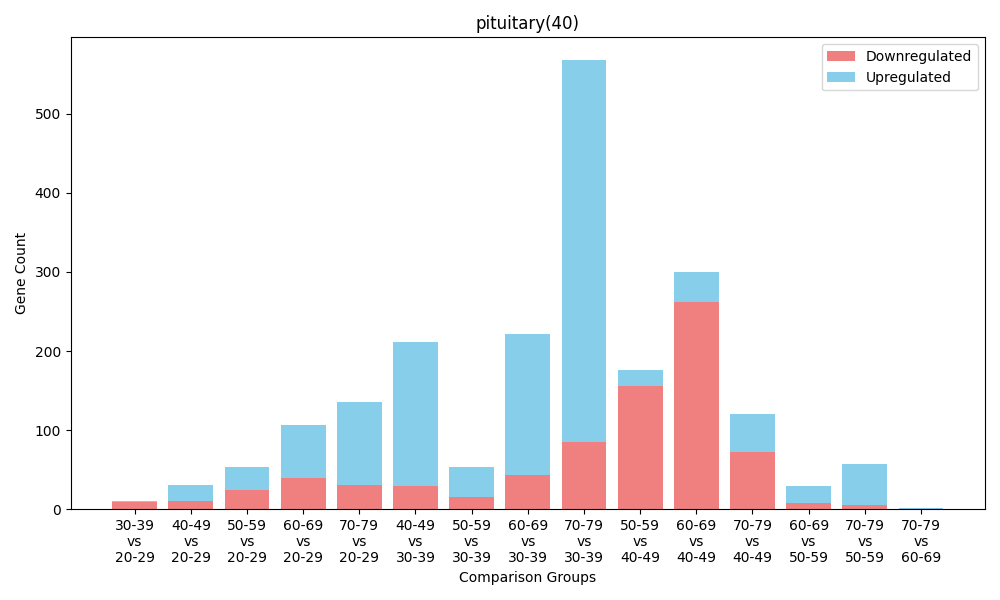 pituitary(40)
Downregulated
Upregulated
Gene Count
500
400
300
200
100
0
30-39 vs 20-29
40-49 vs 20-29
50-59 vs 20-29
60-69 vs 20-29
70-79 vs 20-29
40-49 vs 30-39
50-59 vs 30-39
60-69 vs 30-39
70-79 vs 30-39
50-59 vs 40-49
60-69 vs 40-49
70-79 vs 40-49
60-69 vs 50-59
70-79 vs 50-59
70-79 vs 60-69
Comparison Groups